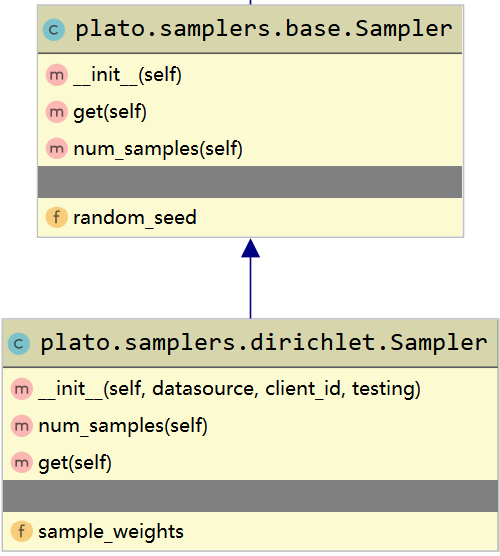 c plato.samplers.base.Sampler
m __init__(self)
m get(self)
m num_samples(self)
f random_seed
c plato.samplers.dirichlet.Sampler
m __init__(self, datasource, client_id, testing)
m num_samples(self)
m get(self)
f sample_weights